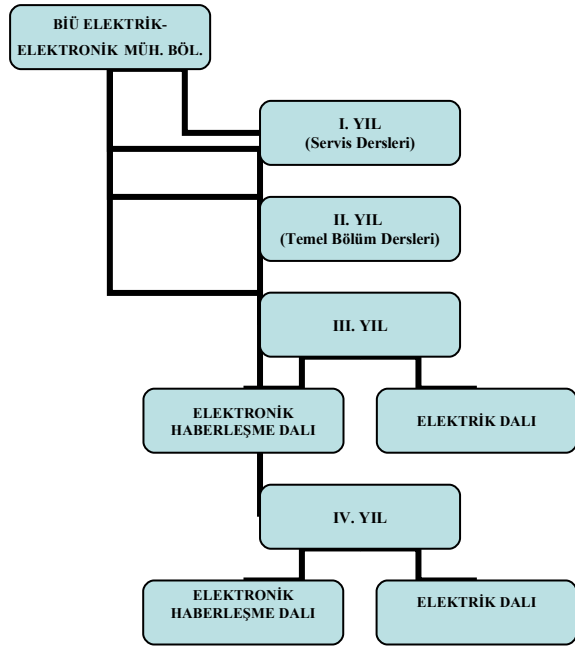 BİÜ ELEKTRİK-
ELEKTRONİK MÜH. BÖL.
I. YIL
(Servis Dersleri)
II. YIL
(Temel Bölüm Dersleri)
III. YIL
ELEKTRONİK
HABERLEŞME DALI
ELEKTRİK DALI
IV. YIL
ELEKTRONİK
HABERLEŞME DALI
ELEKTRİK DALI